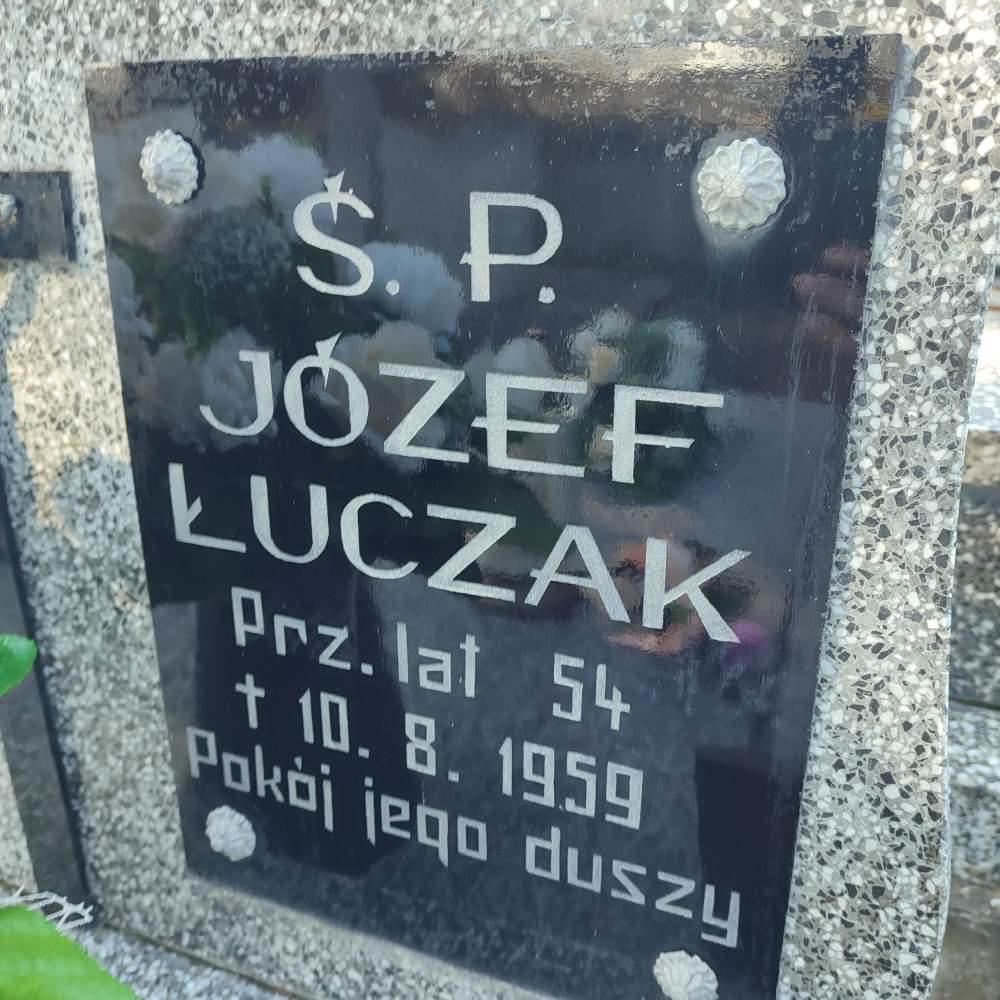 Ś. P.
JÓZEF
ŁUCZAK
Prz. lat 54
† 10. 8. 1959
Pokój jego duszy